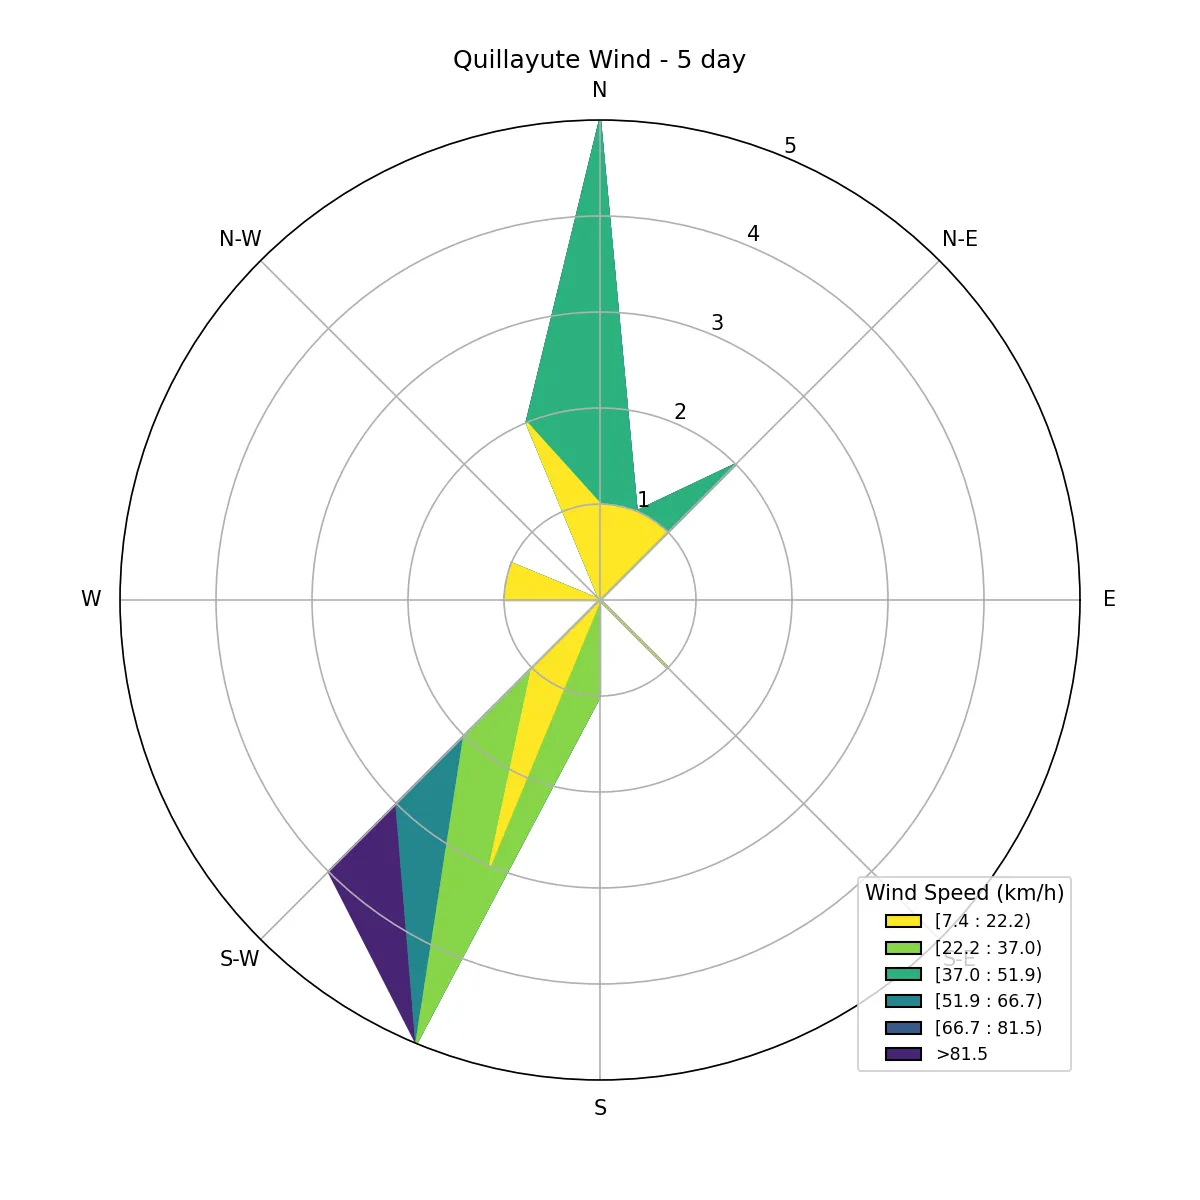 Quillayute Wind - 5 day
N
5
N-W
4
N-E
3
2
1
W
E
S-W
S-E
S
Wind Speed (km/h)
[7.4 : 22.2)
[22.2 : 37.0)
[37.0 : 51.9)
[51.9 : 66.7)
[66.7 : 81.5)
>81.5